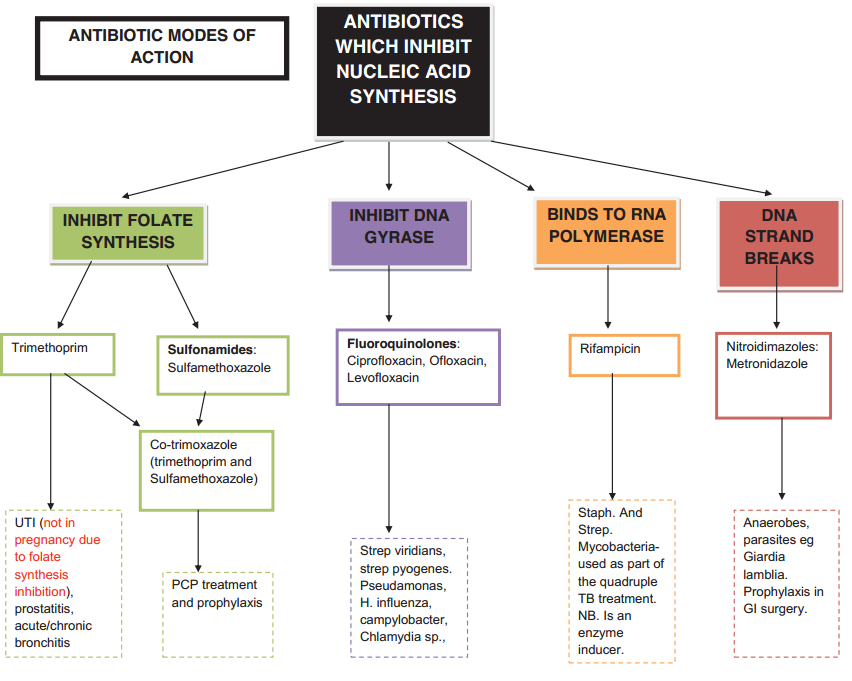 ANTIBIOTIC MODES OF
ACTION
ANTIBIOTICS
WHICH INHIBIT
NUCLEIC ACID
SYNTHESIS
INHIBIT FOLATE
SYNTHESIS
INHIBIT DNA
GYRASE
BINDS TO RNA
POLYMERASE
DNA
STRAND
BREAKS
Trimethoprim
Sulfonamides:
Sulfamethoxazole
Fluoroquinolones:
Ciprofloxacin, Ofloxacin,
Levofloxacin
Rifampicin
Nitroidimazoles:
Metronidazole
Co-trimoxazole
(trimethoprim and
Sulfamethoxazole)
UTI (not in
pregnancy due
to folate
synthesis
inhibition),
prostatitis,
acute/chronic
bronchitis
PCP treatment
and prophylaxis
Strep viridians,
strep pyogenes.
Pseudamonas,
H. influenza,
campylobacter,
Chlamydia sp.,
Staph. And
Strep.
Mycobacteria-
used as part of
the quadruple
TB treatment.
NB. Is an
enzyme
inducer.
Anaerobes,
parasites eg
Giardia
lamblia.
Prophylaxis in
GI surgery.